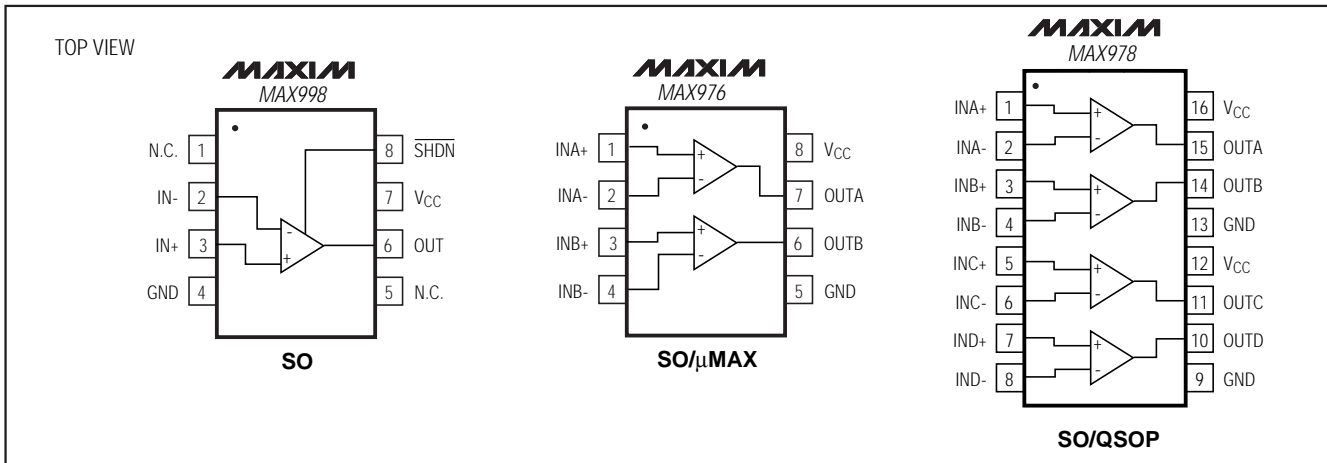 TOP VIEW
MAXIM
MAX998
N.C. 1
IN- 2
IN+ 3
GND 4
8 SHDN
7 VCC
6 OUT
5 N.C.
-
+
SO
MAXIM
MAX976
INA+ 1
INA- 2
INB+ 3
INB- 4
8 VCC
7 OUTA
6 OUTB
5 GND
+
-
+
-
SO/µMAX
MAXIM
MAX978
INA+ 1
INA- 2
INB+ 3
INB- 4
INC+ 5
INC- 6
IND+ 7
IND- 8
16 VCC
15 OUTA
14 OUTB
13 GND
12 VCC
11 OUTC
10 OUTD
9 GND
+
-
+
-
+
-
+
-
SO/QSOP